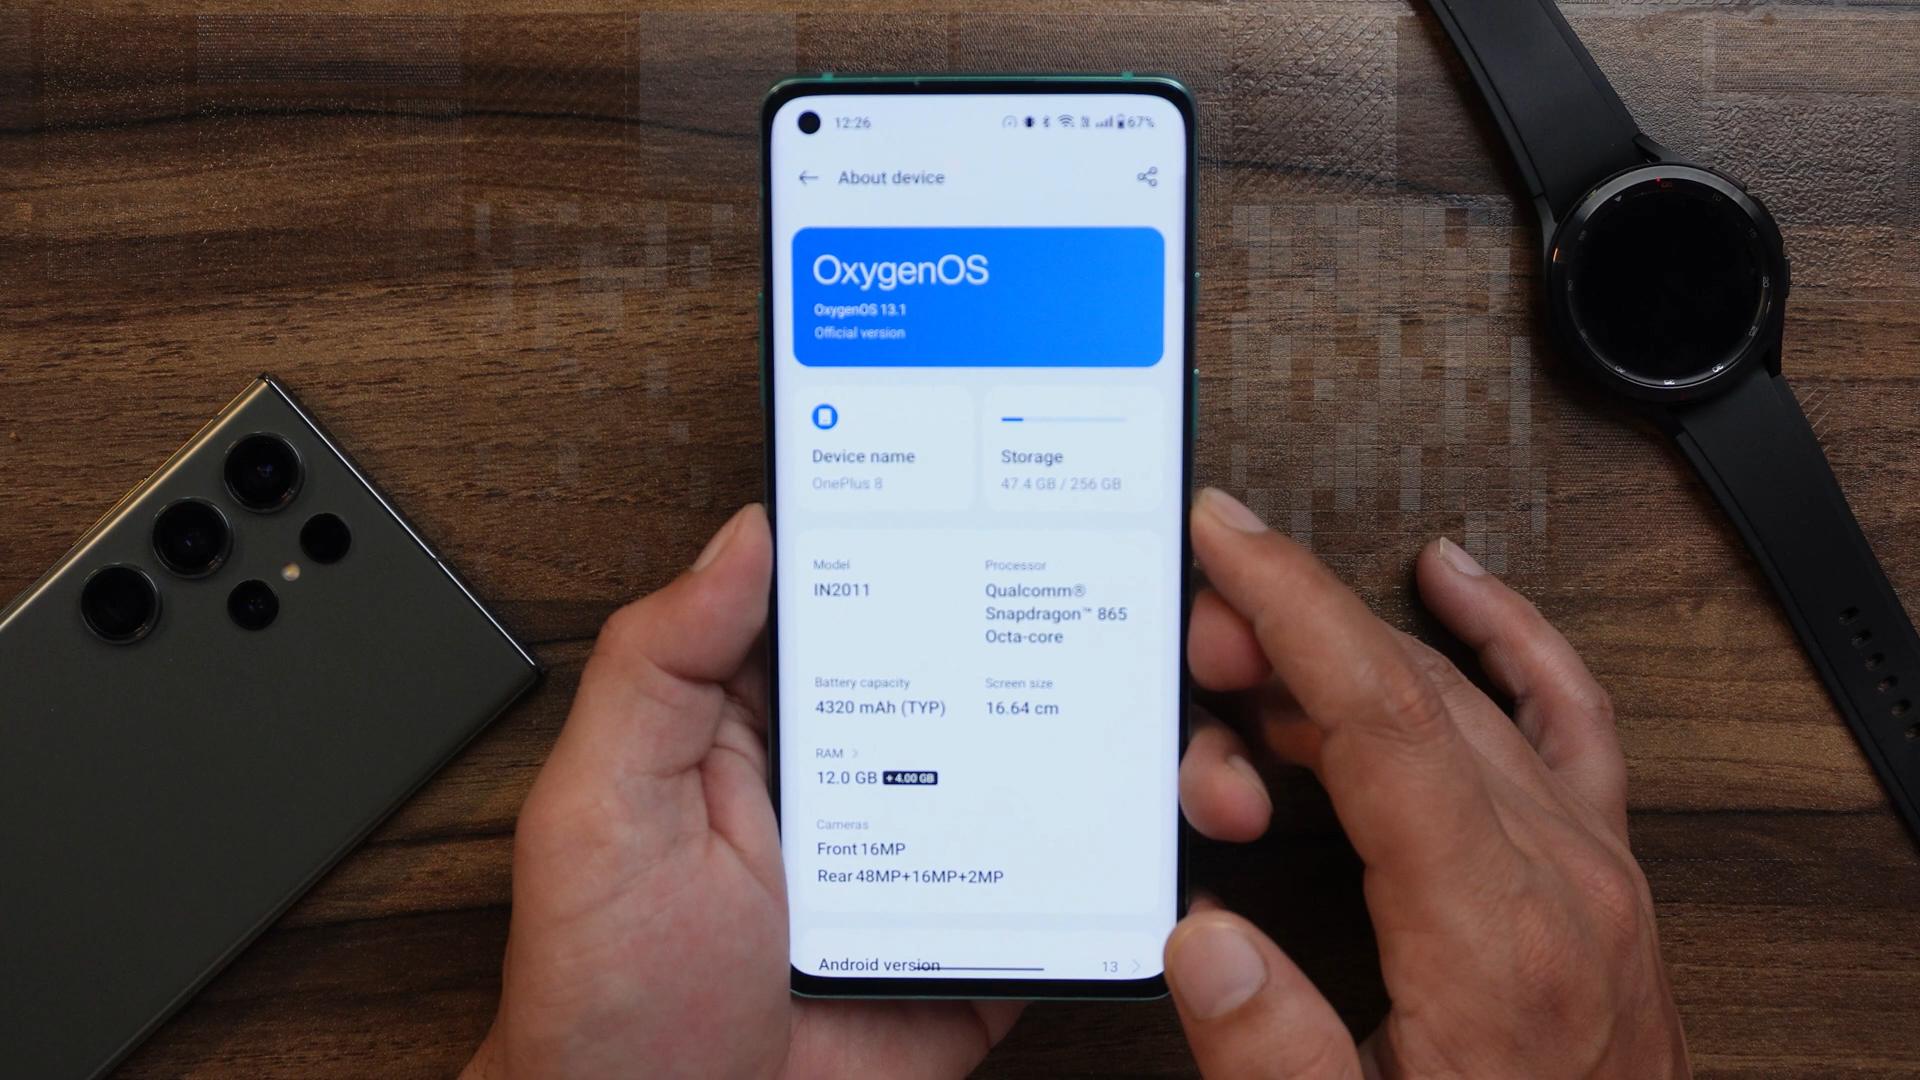 12:26
67%
About device
OxygenOS
OxygenOS 13.1
Official version
Device name
OnePlus 8
Storage
47.4 GB / 256 GB
Model
IN2011
Processor
Qualcomm®
Snapdragon™ 865
Octa-core
Battery capacity
4320 mAh (TYP)
Screen size
16.64 cm
RAM
12.0 GB +4.00 GB
Cameras
Front 16MP
Rear 48MP+16MP+2MP
Android version
13